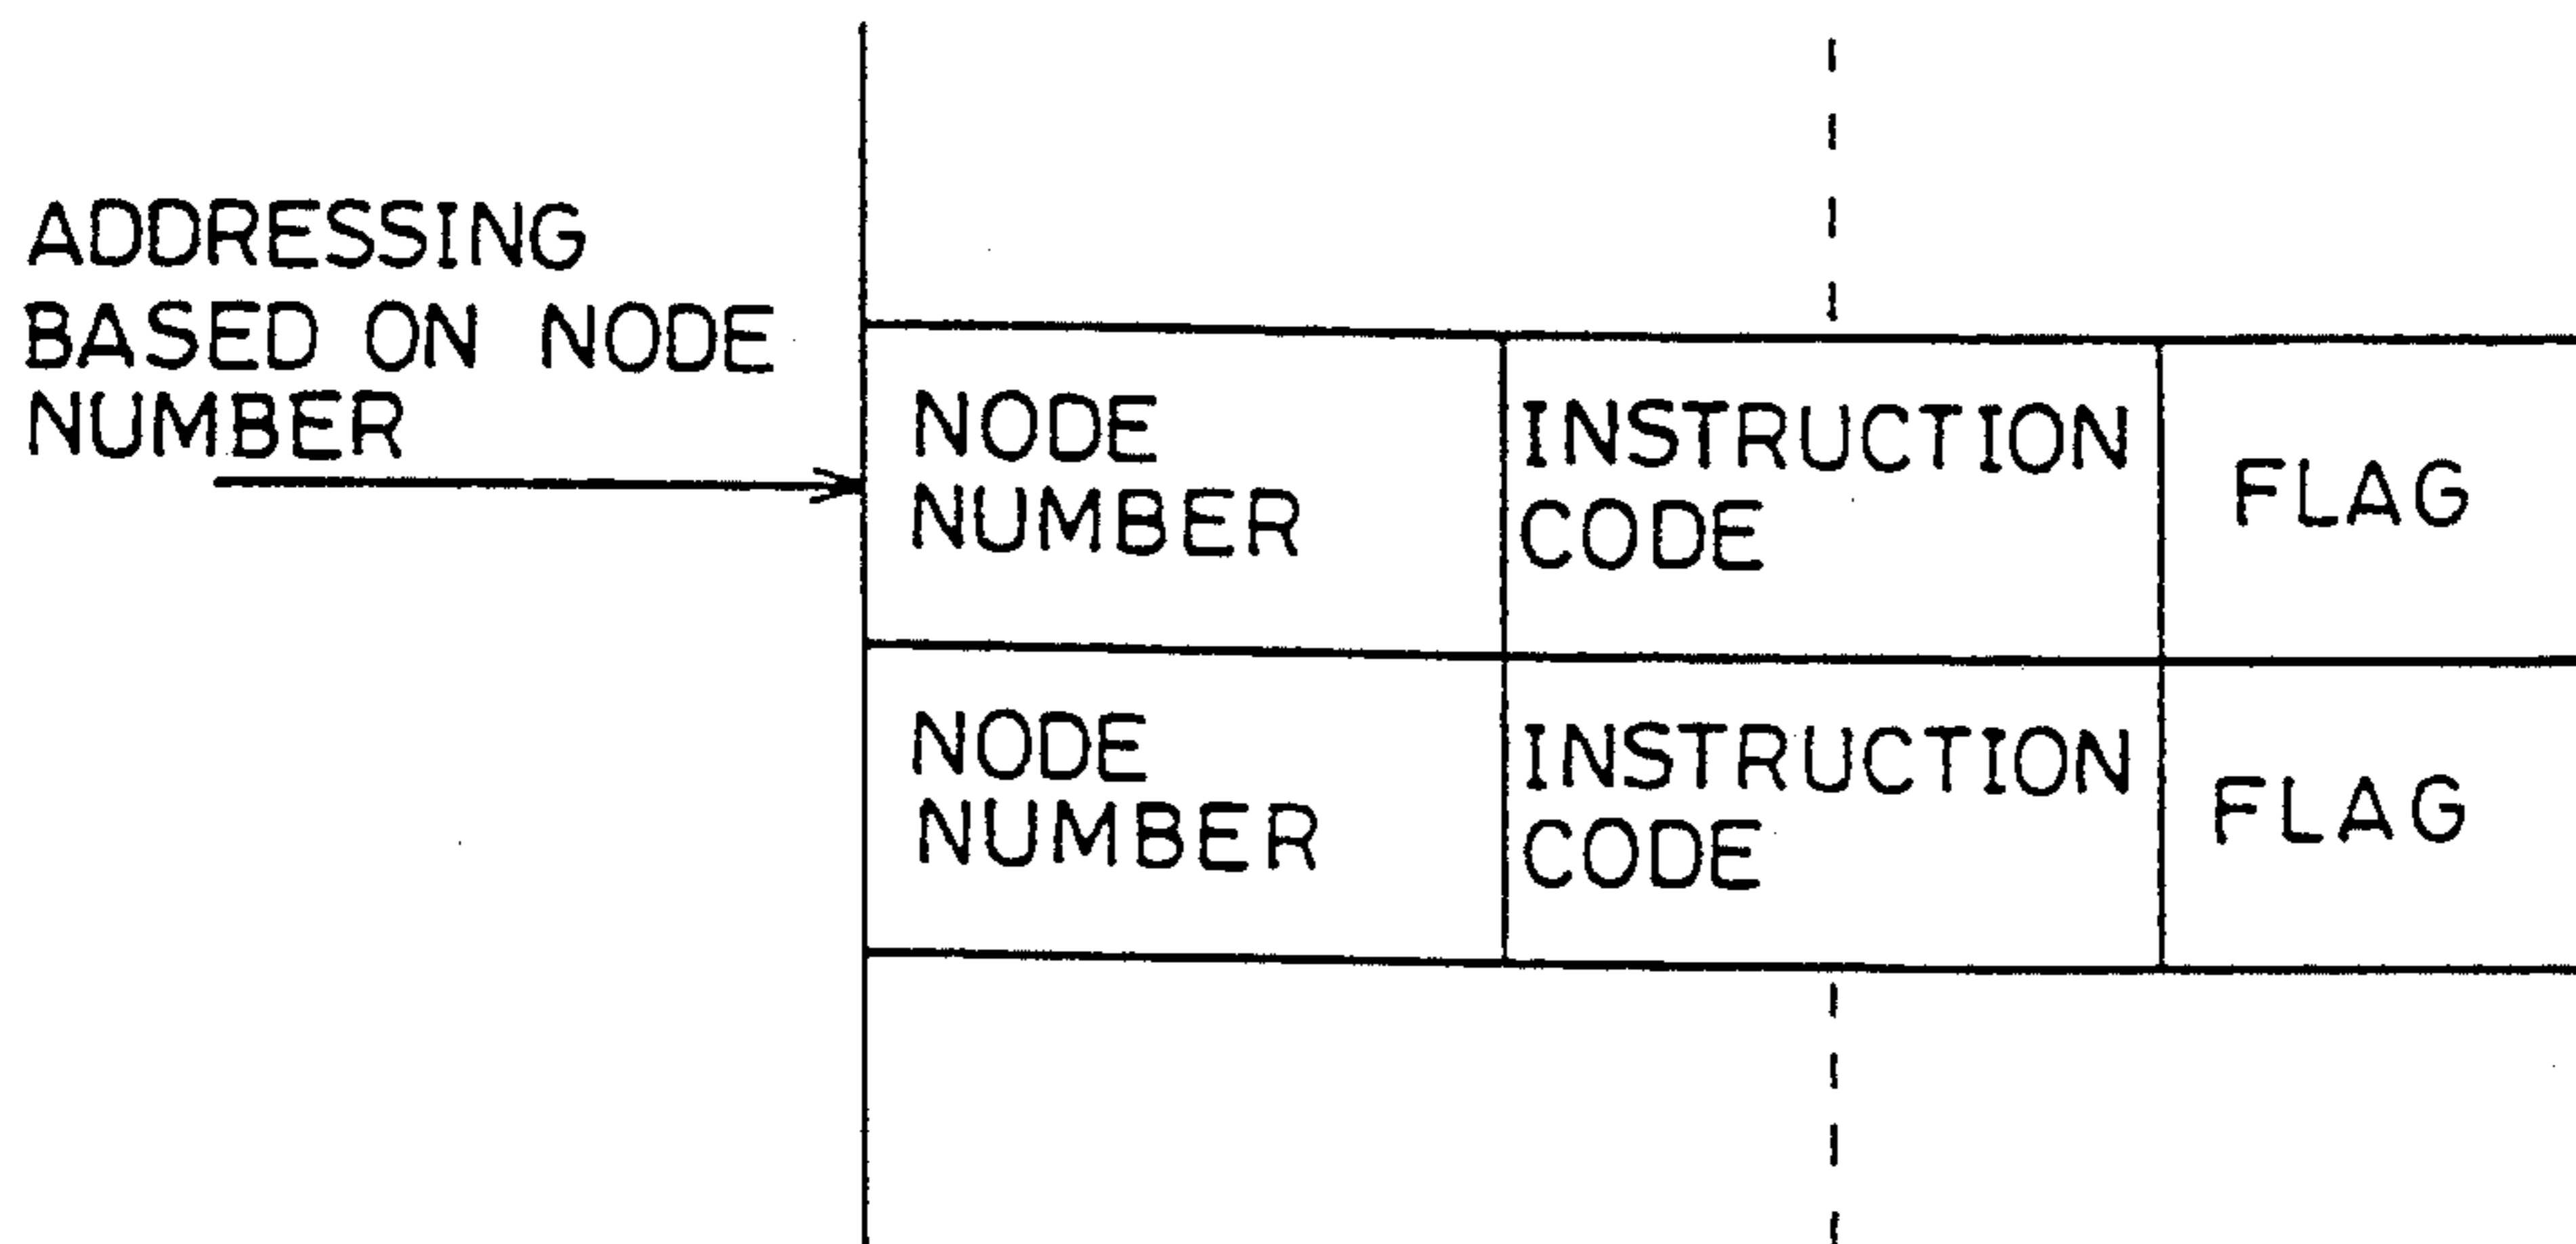 ADDRESSING
BASED ON NODE
NUMBER
NODE
NUMBER
INSTRUCTION
CODE
FLAG
NODE
NUMBER
INSTRUCTION
CODE
FLAG